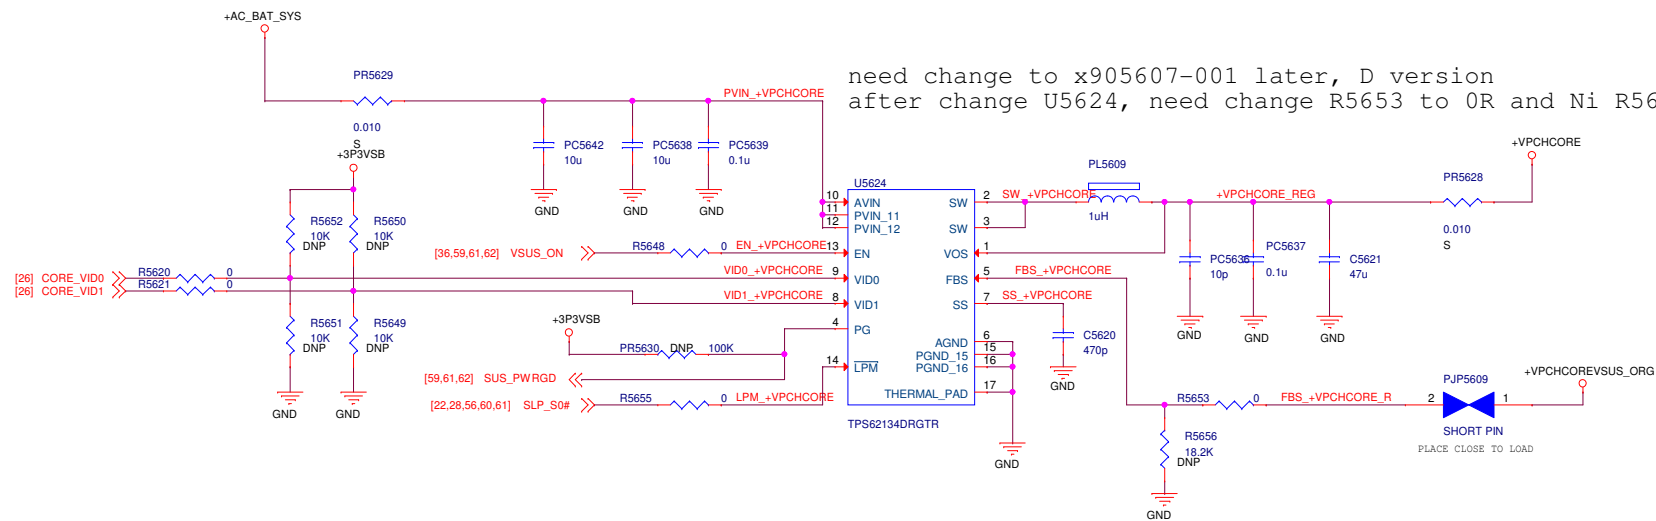 +AC_BAT_SYS
PR5629
0.010
S
+3P3VSB
need change to x905607-001 later, D version
after change U5624, need change R5653 to 0R and Ni R56
PVIN_+VPCHCORE
PC5642
10u
PC5638
10u
PC5639
0.1u
GND
GND
GND
R5652
10K
DNP
R5650
10K
DNP
[36,59,61,62] VSUS_ON
R5648
0
EN_+VPCHCORE
[26] CORE_VID0
R5620
0
VID0_+VPCHCORE
[26] CORE_VID1
R5621
0
VID1_+VPCHCORE
R5651
10K
DNP
R5649
10K
DNP
GND
GND
+3P3VSB
PR5630
DNP
100K
[59,61,62] SUS_PWRGD
[22,28,56,60,61] SLP_S0#
R5655
0
LPM_+VPCHCORE
U5624
10 AVIN
11 PVIN_11
12 PVIN_12
13 EN
9 VID0
8 VID1
4 PG
14 LPM
SW 2
SW 3
VOS 1
FBS 5
SS 7
AGND 6
PGND_15 15
PGND_16 16
THERMAL_PAD 17
TPS62134DRGTR
SW_+VPCHCORE
PL5609
1uH
+VPCHCORE_REG
+VPCHCORE
PR5628
0.010
S
FBS_+VPCHCORE
SS_+VPCHCORE
PC5636
10p
PC5637
0.1u
C5621
47u
GND
GND
GND
C5620
470p
GND
GND
R5653
0
FBS_+VPCHCORE_R
R5656
18.2K
DNP
GND
PJP5609
2
1
SHORT PIN
PLACE CLOSE TO LOAD
+VPCHCOREVSUS_ORG